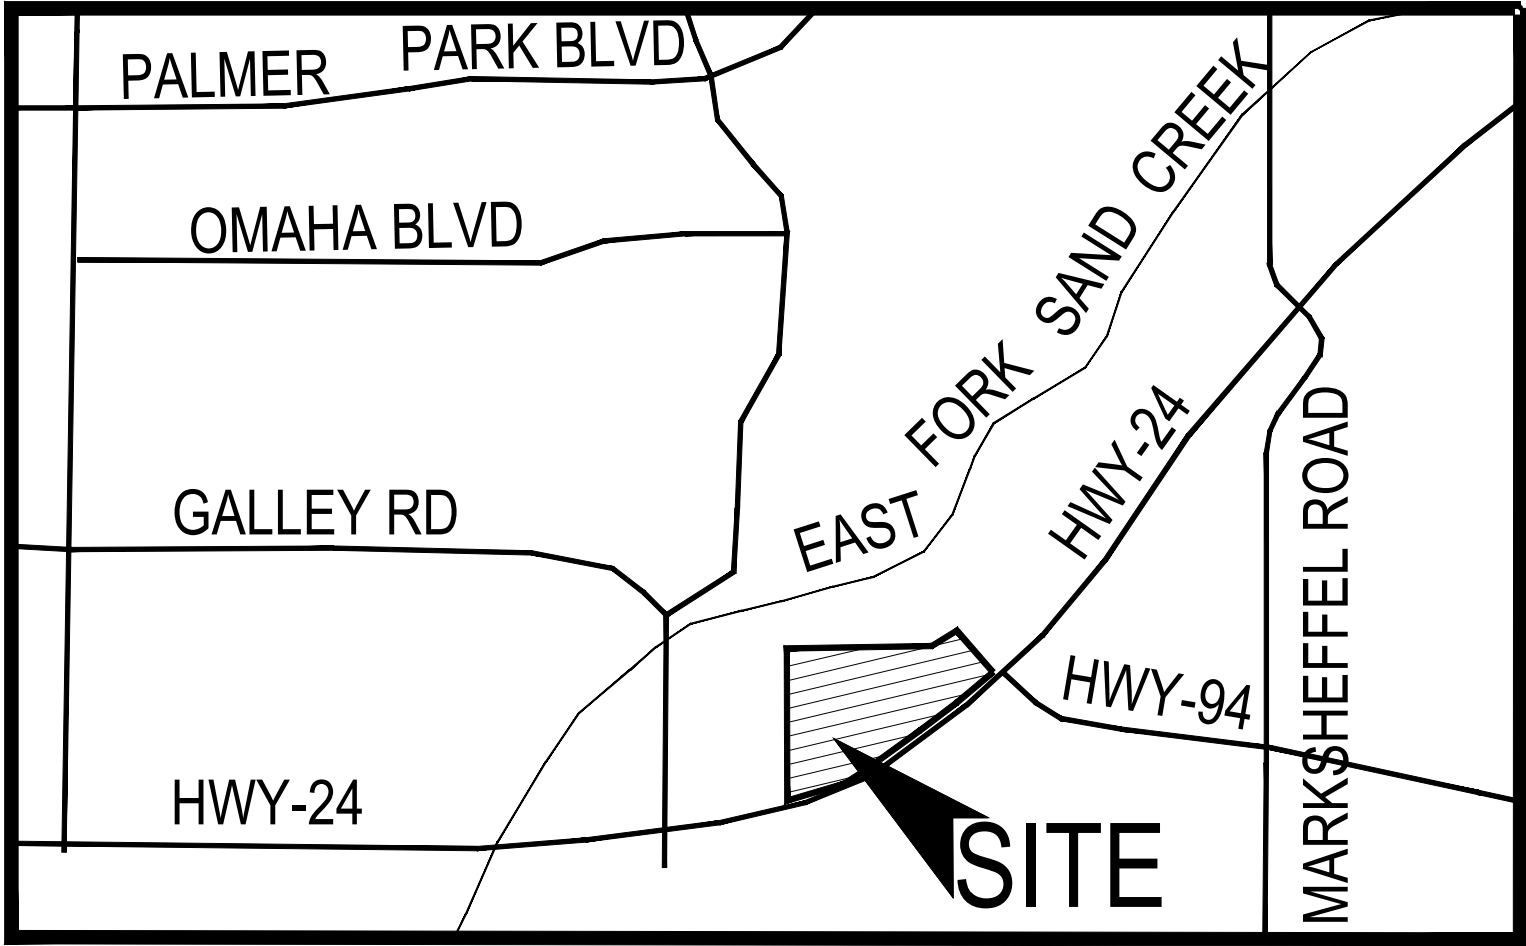 PALMER PARK BLVD
OMAHA BLVD
EAST FORK SAND CREEK
HWY-24
MARKSHEFFEL ROAD
GALLEY RD
HWY-94
HWY-24
SITE